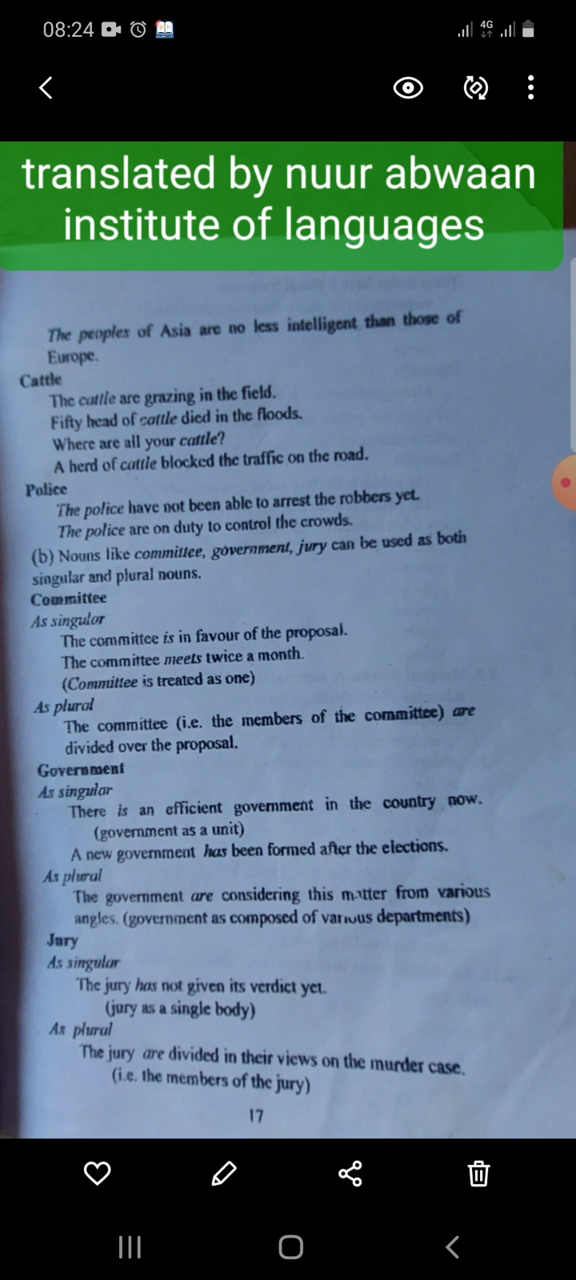 08:24
4G
translated by nuur abwaan
institute of languages
The peoples of Asia are no less intelligent than those of
Europe.
Cattle
The cattle are grazing in the field.
Fifty head of cattle died in the floods.
Where are all your cattle?
A herd of cattle blocked the traffic on the road.
Police
The police have not been able to arrest the robbers yet.
The police are on duty to control the crowds.
(b) Nouns like committee, government, jury can be used as both
singular and plural nouns.
Committee
As singular
The committee is in favour of the proposal.
The committee meets twice a month.
(Committee is treated as one)
As plural
The committee (i.e. the members of the committee) are
divided over the proposal.
Government
As singular
There is an efficient government in the country now.
(government as a unit)
A new government has been formed after the elections.
As plural
The government are considering this matter from various
angles. (government as composed of various departments)
Jury
As singular
The jury has not given its verdict yet.
(jury as a single body)
As plural
The jury are divided in their views on the murder case.
(i.e. the members of the jury)
17